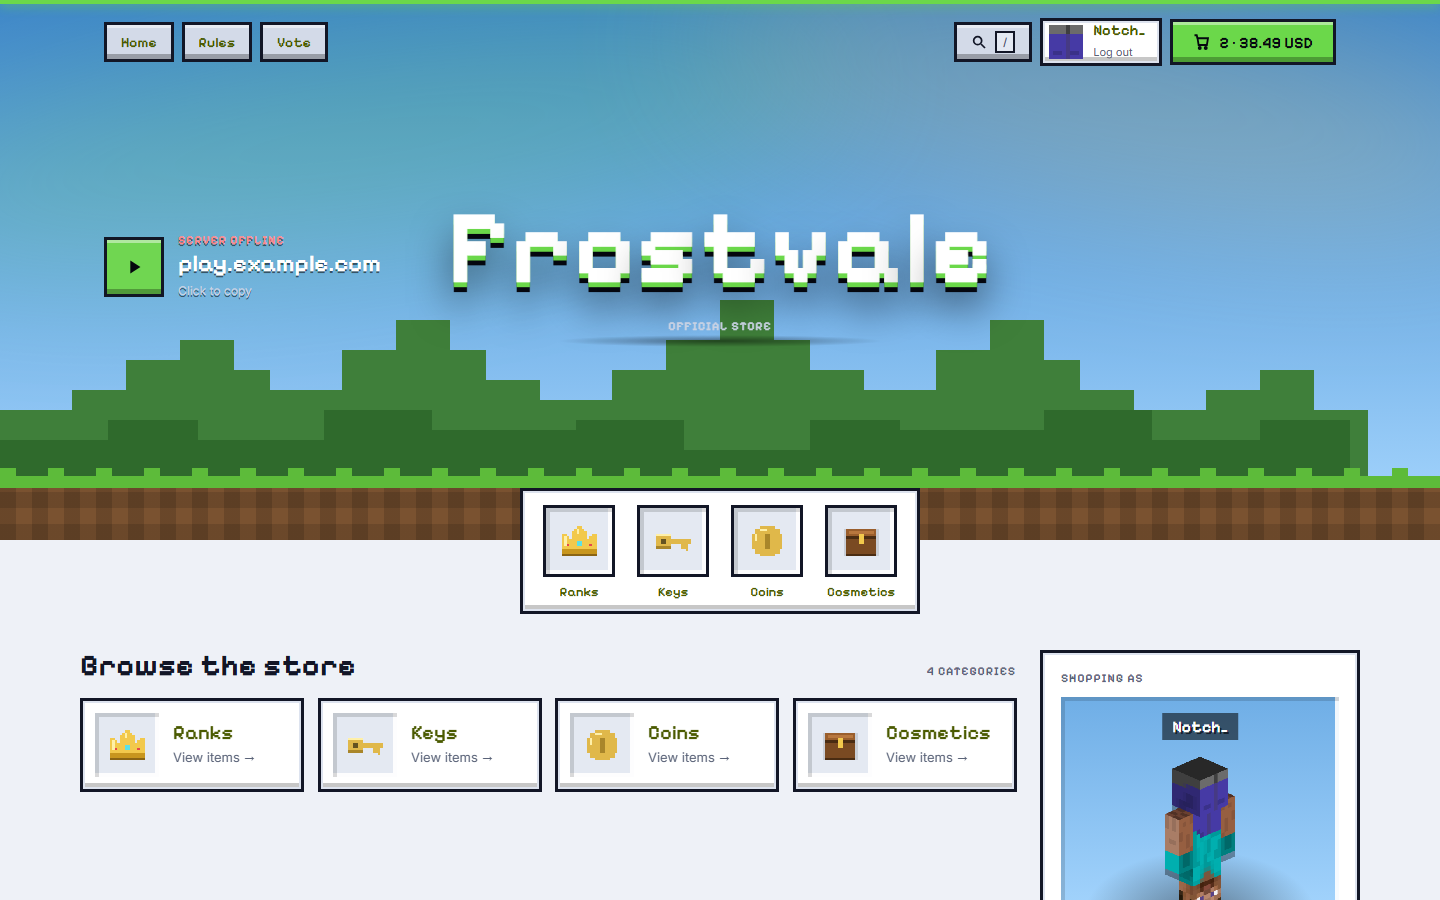 Home
Rules
Vote
/
Notch_
Log out
2 · 38.49 USD
SERVER OFFLINE
play.example.com
Click to copy
Frostvale
OFFICIAL STORE
Ranks
Keys
Coins
Cosmetics
Browse the store
4 CATEGORIES
Ranks
View items →
Keys
View items →
Coins
View items →
Cosmetics
View items →
SHOPPING AS
Notch_